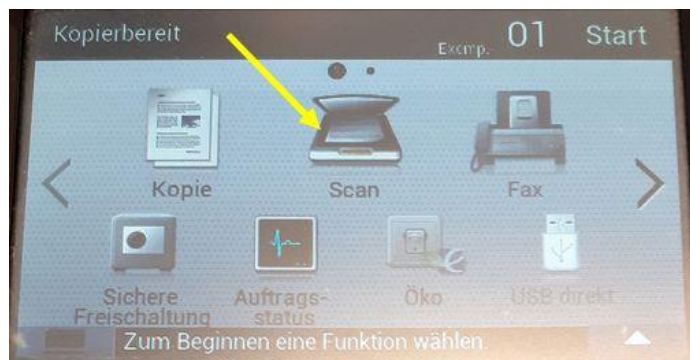 Kopierbereit
Exemp. 01 Start
Kopie Scan Fax
Sichere Freischaltung
Auftrags-status
Öko
USB direkt
Zum Beginnen eine Funktion wählen.